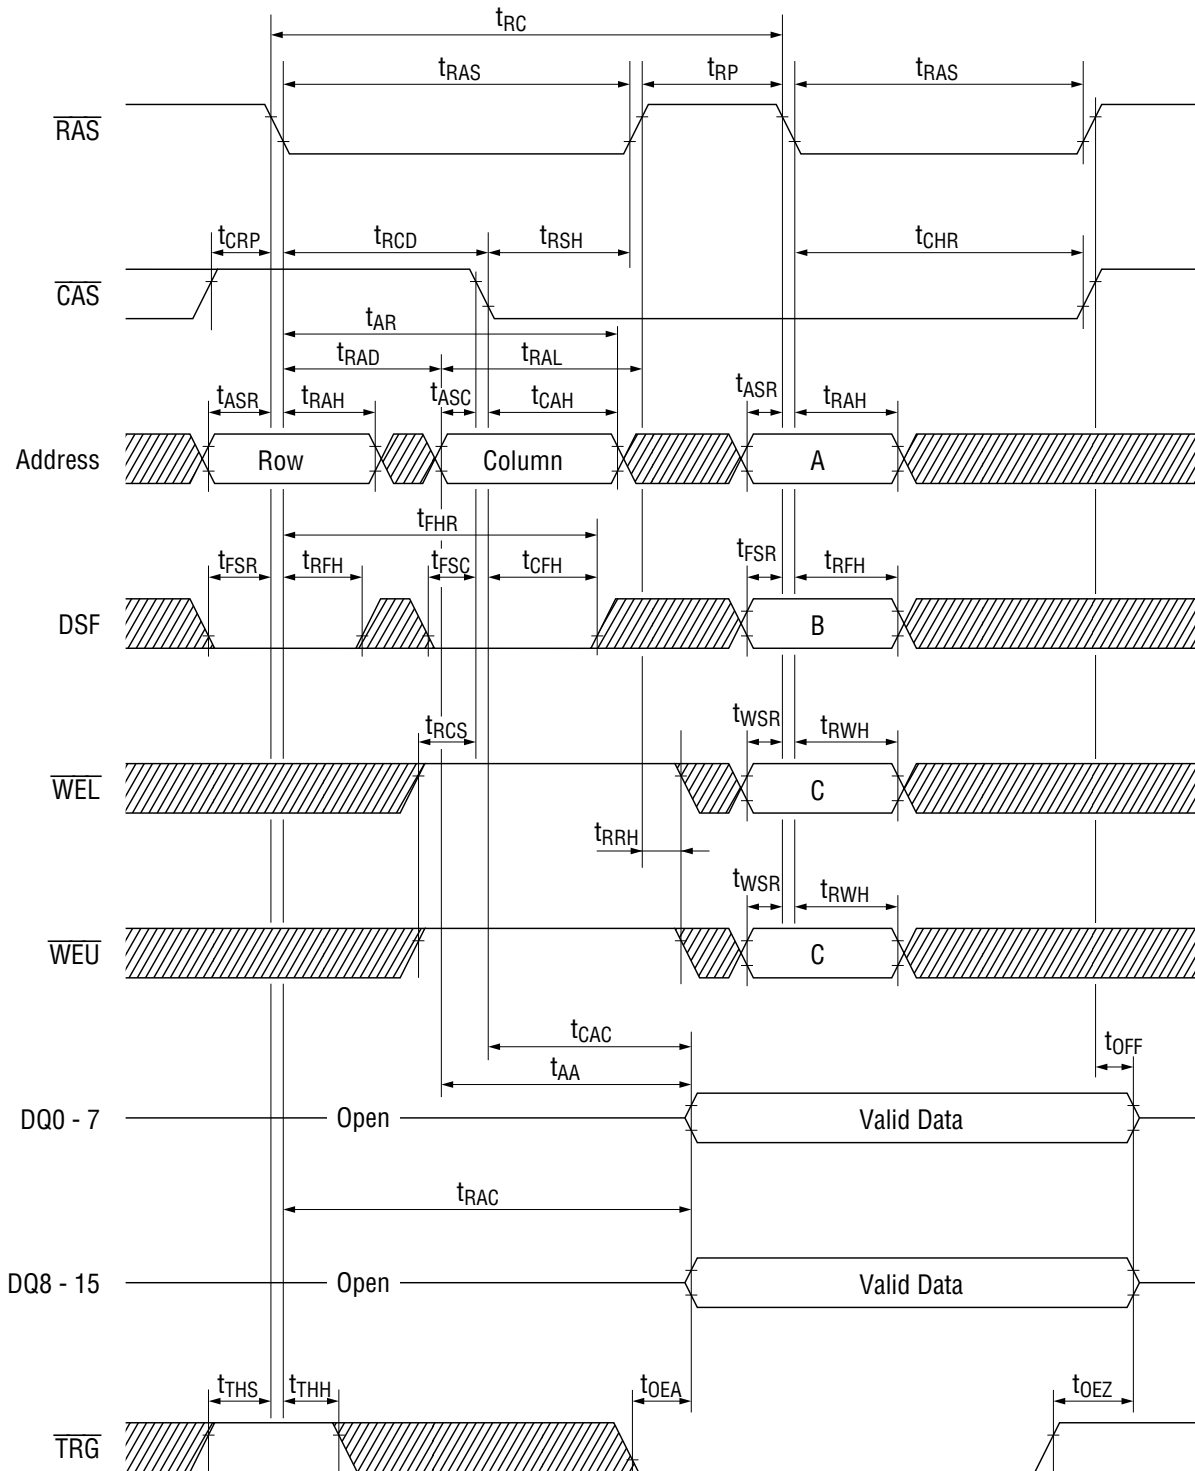 tRC
tRAS tRP tRAS
RAS
tCRP tRCD tRSH tCHR
CAS
tAR
tRAD tRAL
tASR tRAH tASC tCAH tASR tRAH
Address Row Column A
tFHR
tFSR tRFH tFSC tCFH tFSR tRFH
DSF B
tRCS tWSR tRWH
WEL C
tRRH
tWSR tRWH
WEU C
tCAC tOFF
tAA
DQ0 - 7 Open Valid Data
tRAC
DQ8 - 15 Open Valid Data
tTHS tTHH tOEA tOEZ
TRG